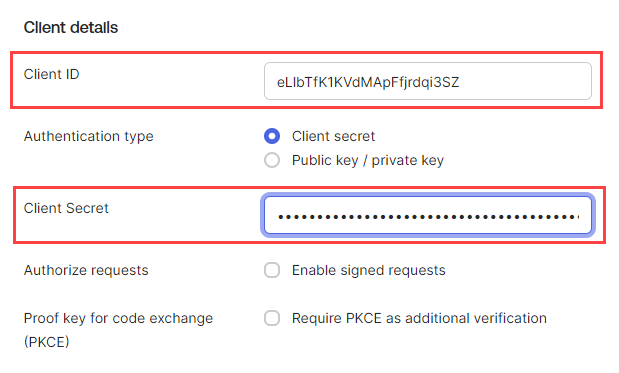 Client details
Client ID
eLlbTfK1KVdMApFfjrdqi3SZ
Authentication type
Client secret
Public key / private key
Client Secret
••••••••••••••••••••••••••••••••••••••
Authorize requests
Enable signed requests
Proof key for code exchange
(PKCE)
Require PKCE as additional verification